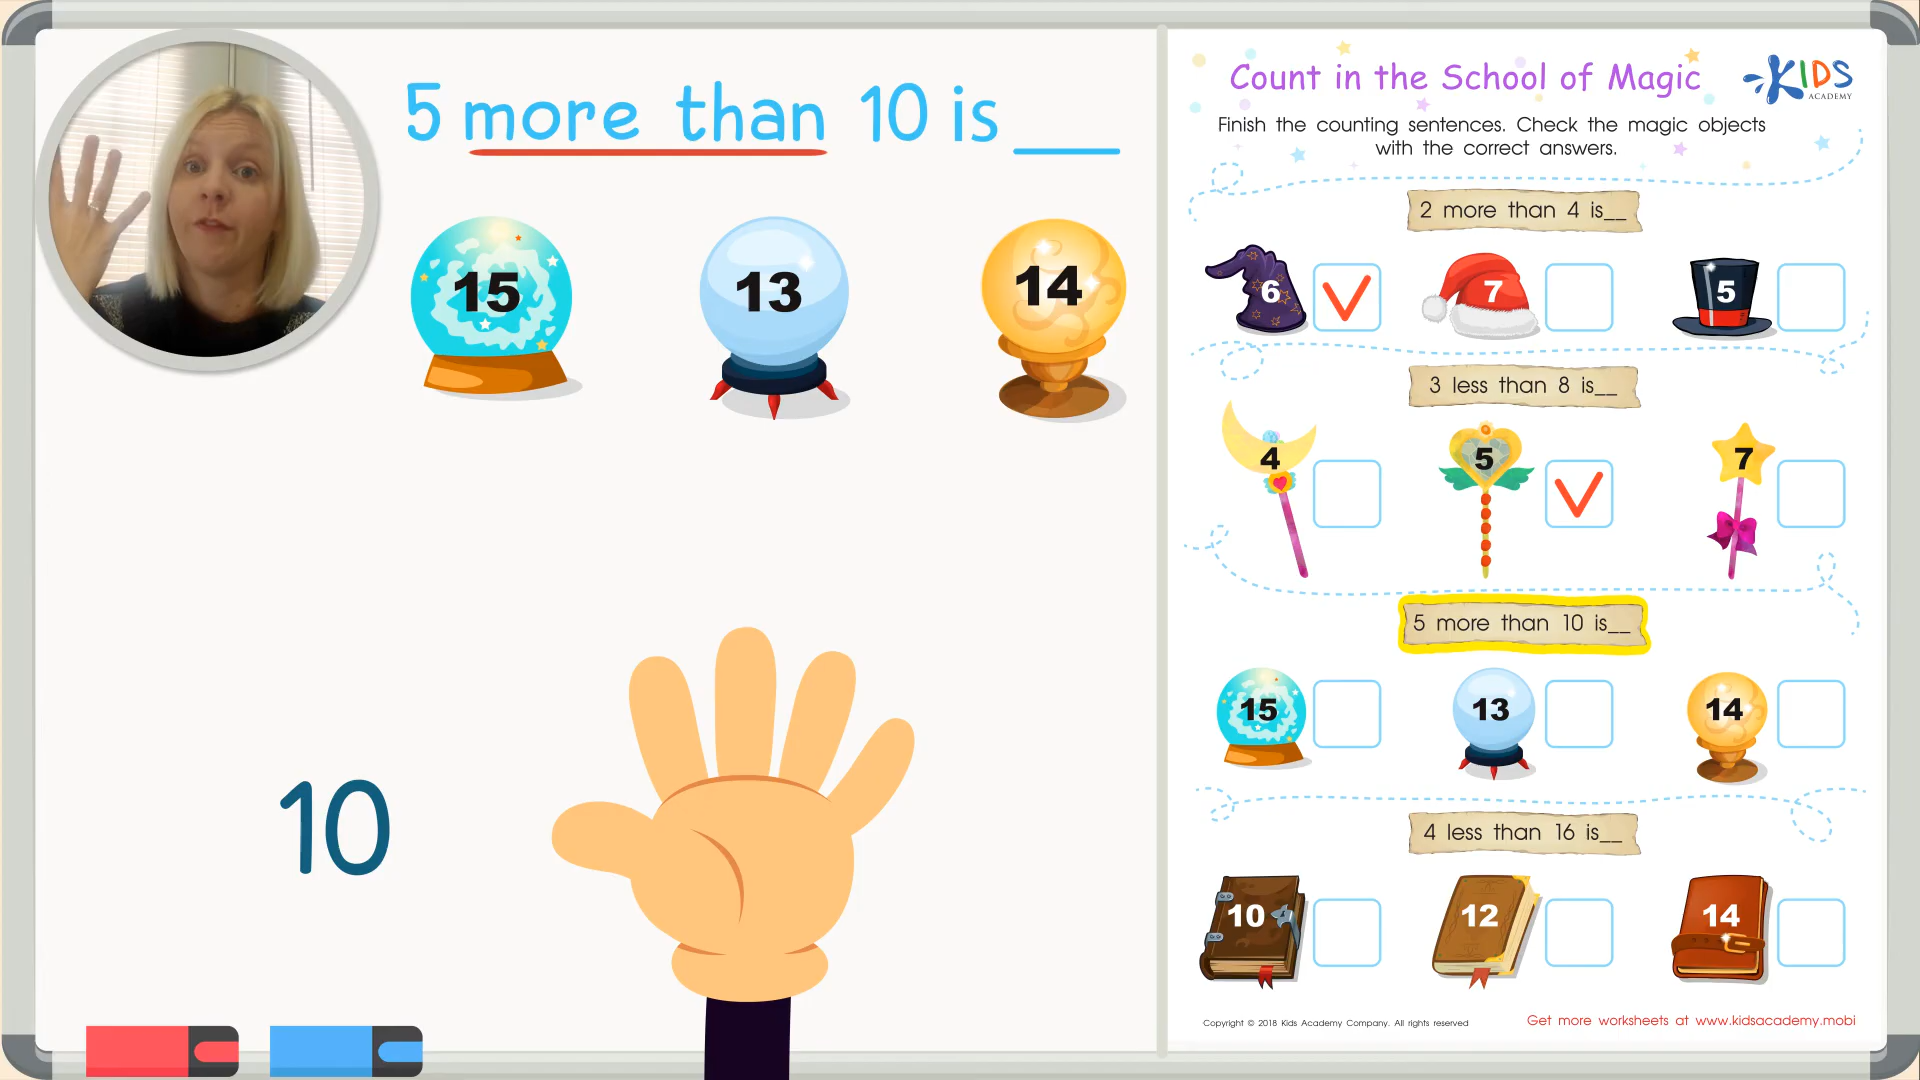 5 more than 10 is ___
15 13 14
10
Count in the School of Magic
KIDS
ACADEMY
Finish the counting sentences. Check the magic objects
with the correct answers.
2 more than 4 is__
6 7 5
3 less than 8 is__
4 5 7
5 more than 10 is__
15 13 14
4 less than 16 is__
10 12 14
Copyright © 2018 Kids Academy Company. All rights reserved
Get more worksheets at www.kidsacademy.mobi